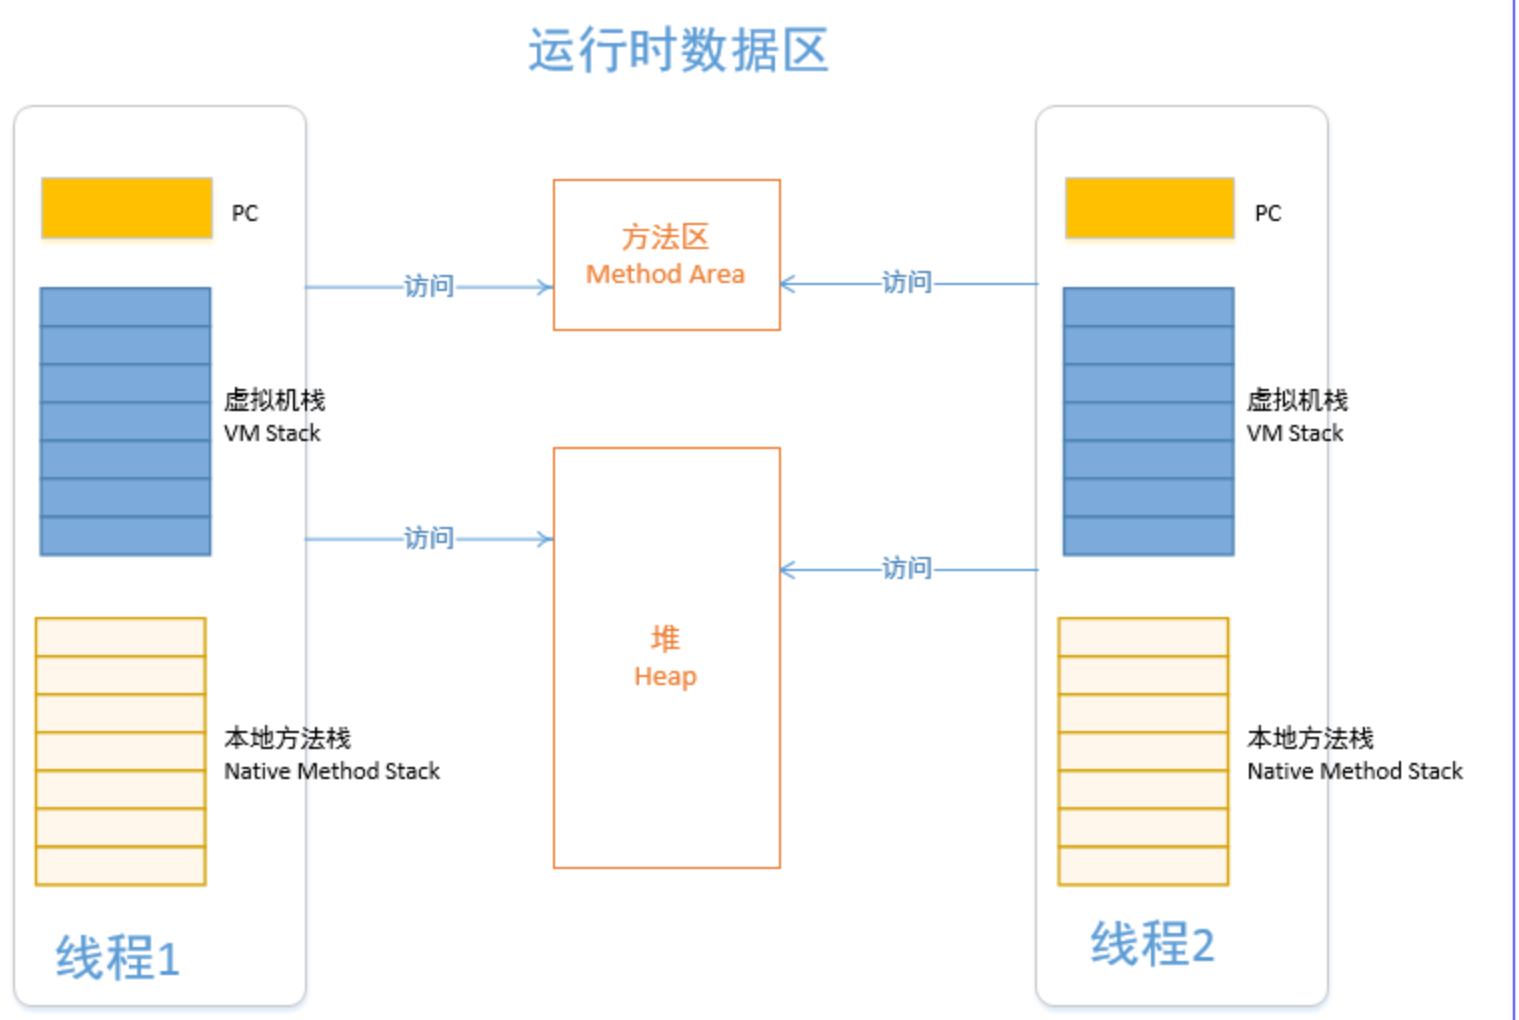 运行时数据区
PC
虚拟机栈
VM Stack
本地方法栈
Native Method Stack
线程1
访问
访问
方法区
Method Area
堆
Heap
访问
访问
PC
虚拟机栈
VM Stack
本地方法栈
Native Method Stack
线程2